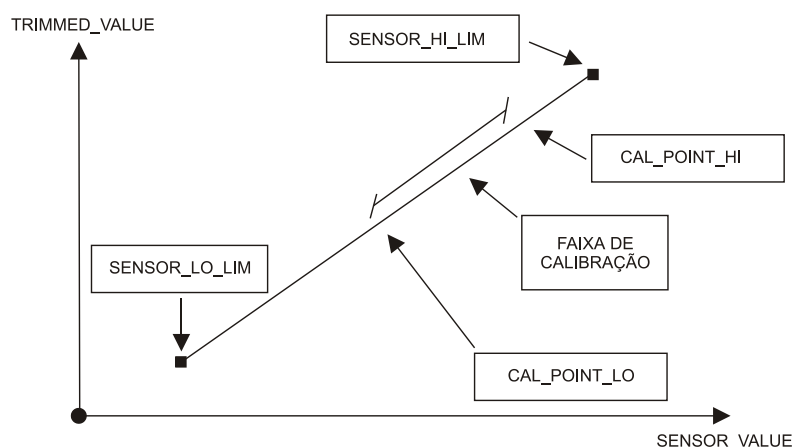 TRIMMED_VALUE
SENSOR_HI_LIM
CAL_POINT_HI
FAIXA DE
CALIBRAÇÃO
SENSOR_LO_LIM
CAL_POINT_LO
SENSOR_VALUE